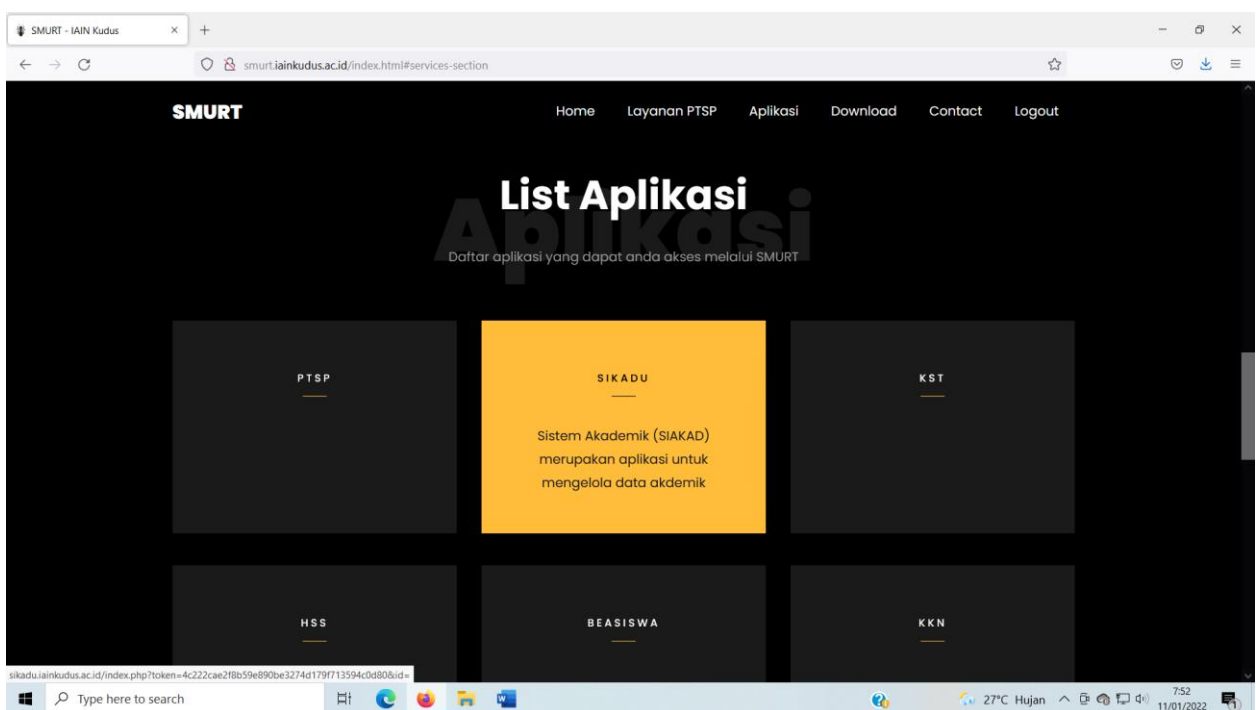 SMURT - IAIN Kudus
smurt.iainkudus.ac.id/index.html#services-section
SMURT
Home Layanan PTSP Aplikasi Download Contact Logout
Aplikasi
List Aplikasi
Daftar aplikasi yang dapat anda akses melalui SMURT
PTSP
SIKADU
KST
Sistem Akademik (SIAKAD)
merupakan aplikasi untuk
mengelola data akdemik
HSS
BEASISWA
KKN
sikadu.iainkudus.ac.id/index.php?token=4c222cae2f8b59e890be3274d179f713594c0d80&id=
Type here to search
27°C Hujan
7:52
11/01/2022